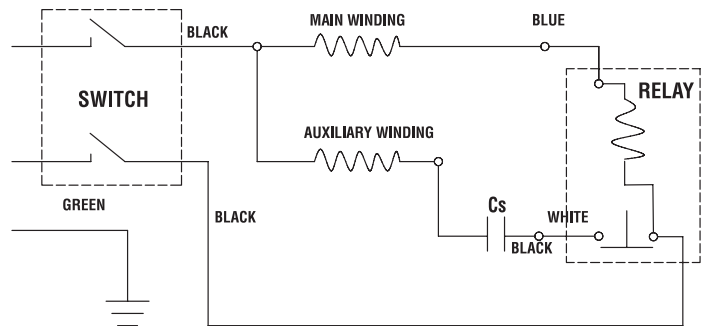 MAIN WINDING
BLUE
BLACK
SWITCH
RELAY
AUXILIARY WINDING
GREEN
BLACK
Cs
WHITE
BLACK